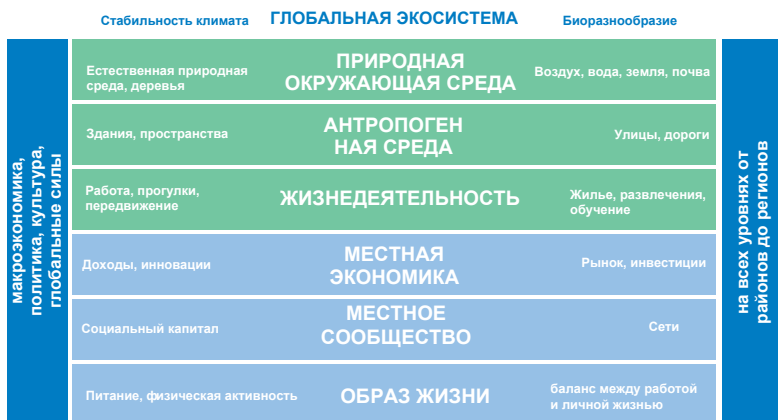 Стабильность климата
ГЛОБАЛЬНАЯ ЭКОСИСТЕМА
Биоразнообразие
макроэкономика,
политика, культура,
глобальные силы
Естественная природная
среда, деревья
ПРИРОДНАЯ
ОКРУЖАЮЩАЯ СРЕДА
Воздух, вода, земля, почва
Здания, пространства
АНТРОПОГЕН
НАЯ СРЕДА
Улицы, дороги
Работа, прогулки,
передвижение
ЖИЗНЕДЕЯТЕЛЬНОСТЬ
Жилье, развлечения,
обучение
Доходы, инновации
МЕСТНАЯ
ЭКОНОМИКА
Рынок, инвестиции
Социальный капитал
МЕСТНОЕ
СООБЩЕСТВО
Сети
Питание, физическая активность
ОБРАЗ ЖИЗНИ
баланс между работой
и личной жизнью
на всех уровнях от
районов до регионов